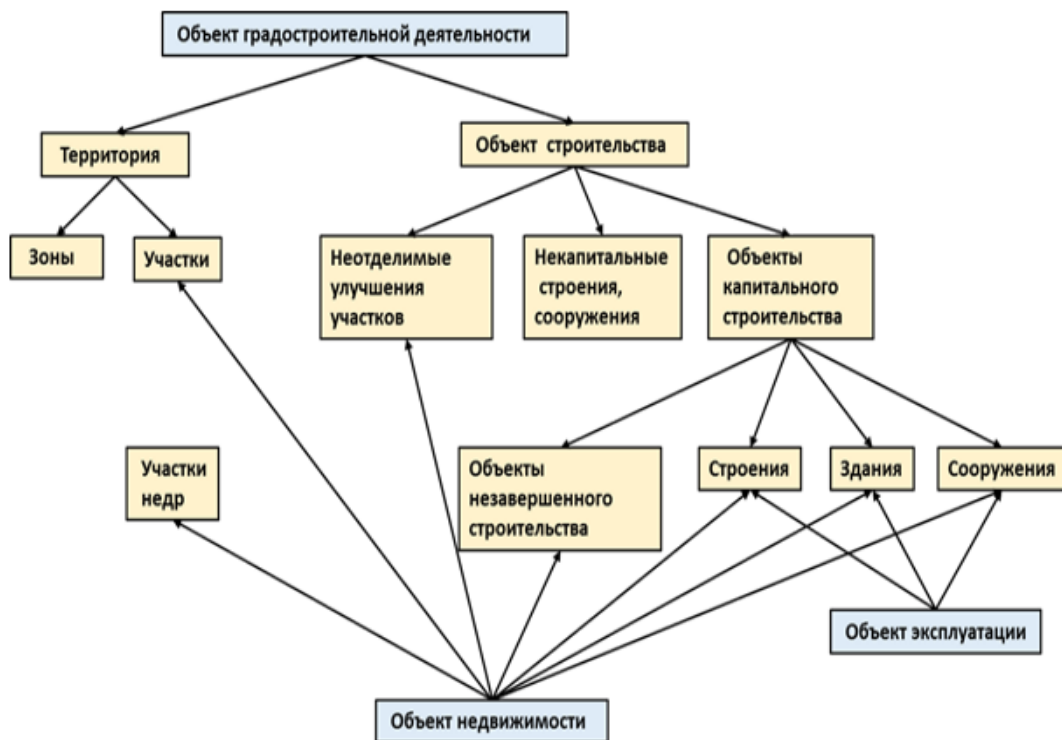 Объект градостроительной деятельности
Территория
Объект строительства
Зоны
Участки
Неотделимые
улучшения
участков
Некапитальные
строения,
сооружения
Объекты
капитального
строительства
Участки
недр
Объекты
незавершенного
строительства
Строения
Здания
Сооружения
Объект эксплуатации
Объект недвижимости